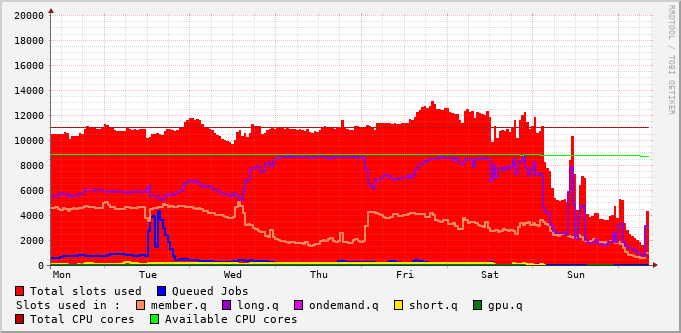 20000
18000
16000
14000
12000
10000
8000
6000
4000
2000
0
Mon Tue Wed Thu Fri Sat Sun
Total slots used Queued Jobs
Slots used in : member.q long.q ondemand.q short.q gpu.q
Total CPU cores Available CPU cores
RRDTOOL / TOBI OETIKER